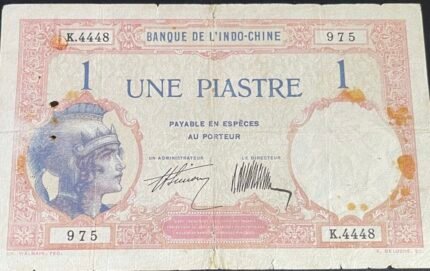 K.4448 BANQUE DE L'INDO-CHINE 975
1 UNE PIASTRE 1
PAYABLE EN ESPÈCES
AU PORTEUR
UN ADMINISTRATEUR LE DIRECTEUR
975 K.4448